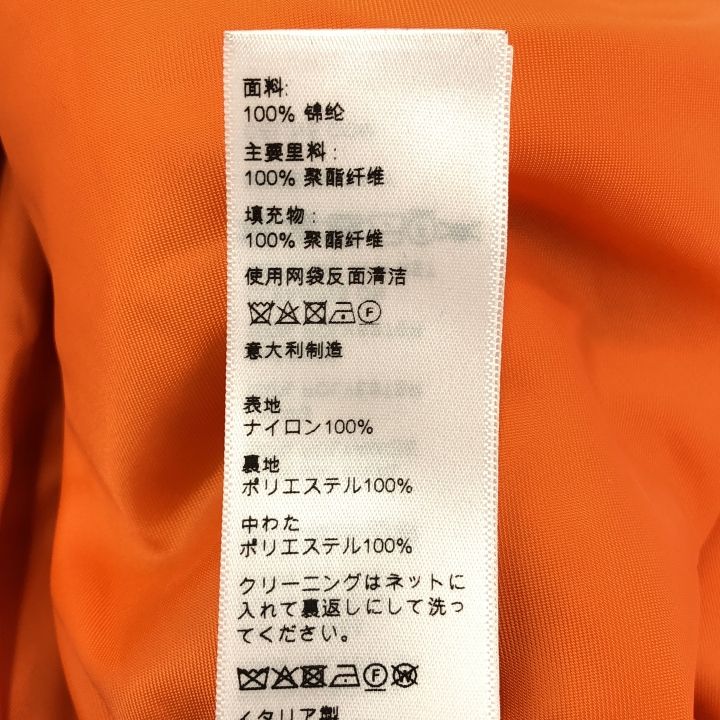 面料:
100% 锦纶
主要里料 :
100% 聚酯纤维
填充物 :
100% 聚酯纤维
使用网袋反面清洁
F
意大利制造
表地
ナイロン100%
裏地
ポリエステル100%
中わた
ポリエステル100%
クリーニングはネットに
入れて裏返しにして洗っ
てください。
F W
イタリア製